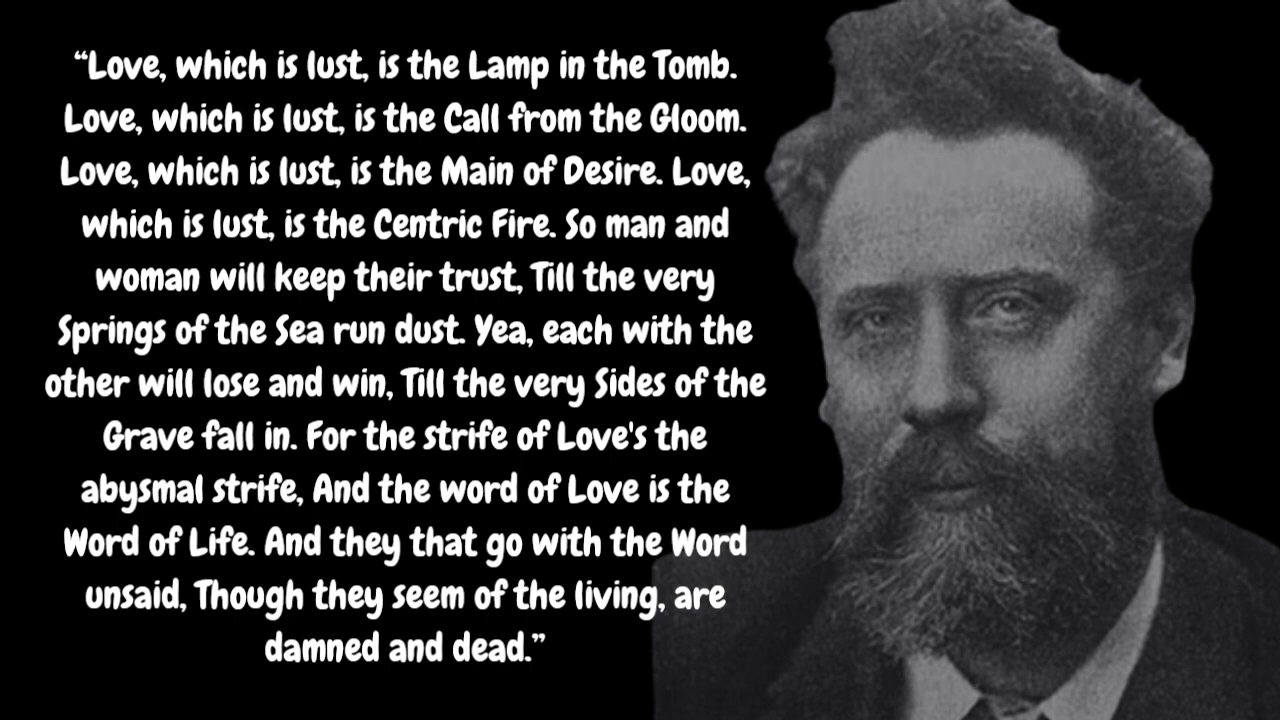 “Love, which is lust, is the Lamp in the Tomb.
Love, which is lust, is the Call from the Gloom.
Love, which is lust, is the Main of Desire. Love,
which is lust, is the Centric Fire. So man and
woman will keep their trust, Till the very
Springs of the Sea run dust. Yea, each with the
other will lose and win, Till the very Sides of the
Grave fall in. For the strife of Love's the
abysmal strife, And the word of Love is the
Word of Life. And they that go with the Word
unsaid, Though they seem of the living, are
damned and dead.”